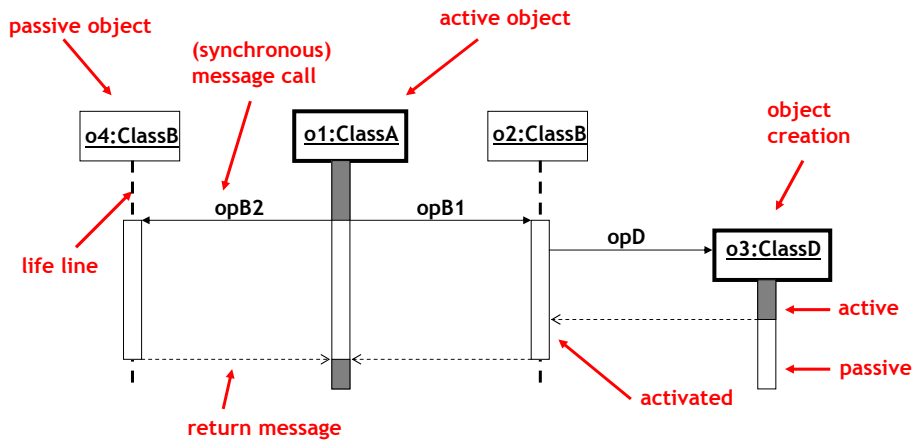 passive object
active object
(synchronous)
message call
object
creation
o4:ClassB
o1:ClassA
o2:ClassB
opB2
opB1
opD
o3:ClassD
life line
active
passive
activated
return message